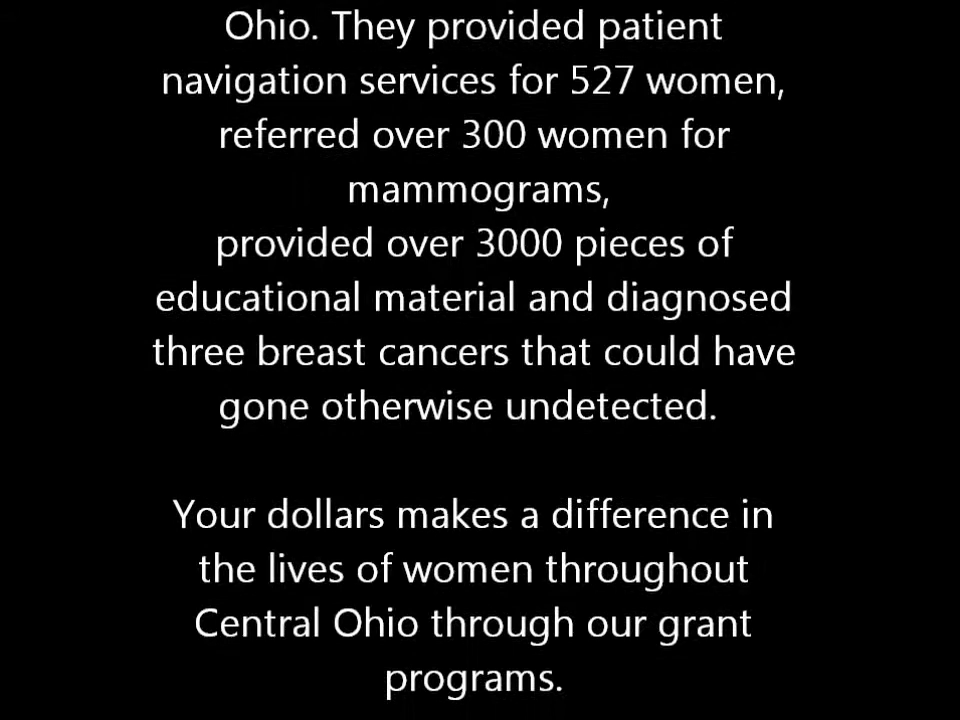 Ohio. They provided patient
navigation services for 527 women,
referred over 300 women for
mammograms,
provided over 3000 pieces of
educational material and diagnosed
three breast cancers that could have
gone otherwise undetected.
Your dollars makes a difference in
the lives of women throughout
Central Ohio through our grant
programs.